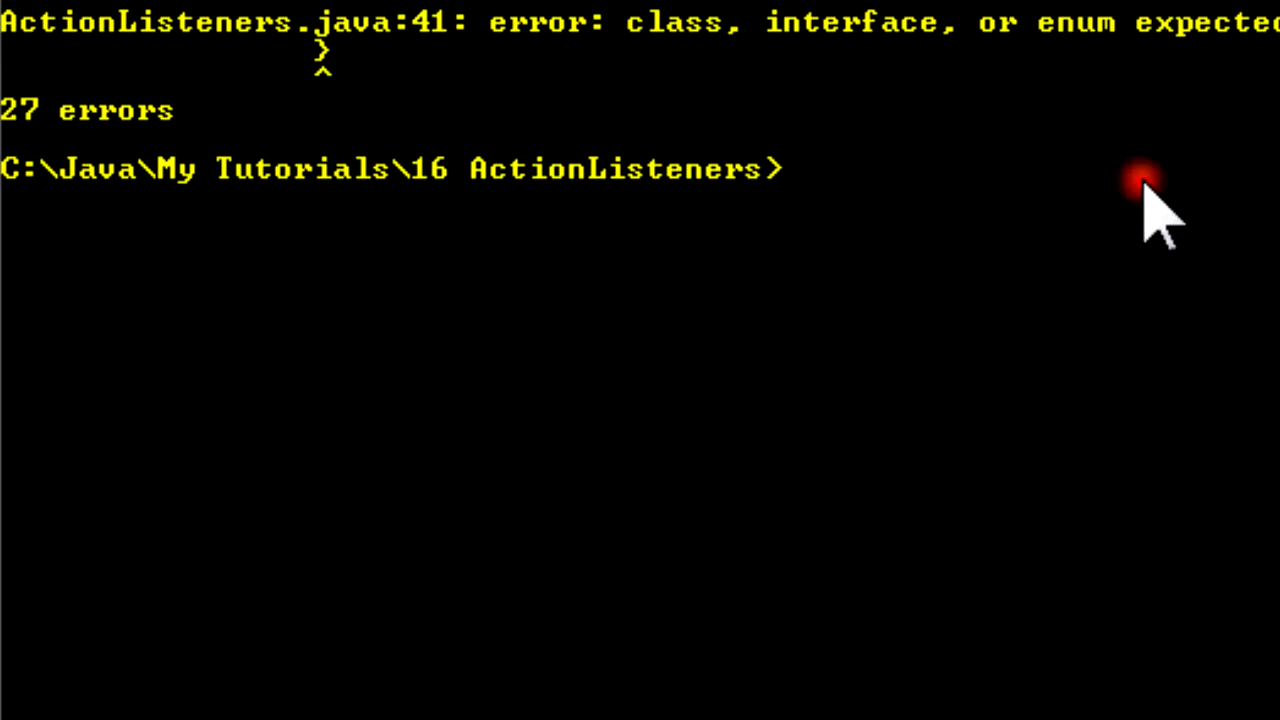 ActionListeners.java:41: error: class, interface, or enum expected
}
^
27 errors
C:\Java\My Tutorials\16 ActionListeners>